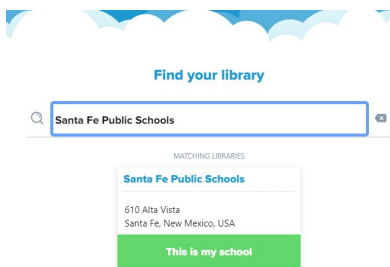 Find your library
Santa Fe Public Schools
MATCHING LIBRARIES
Santa Fe Public Schools
610 Alta Vista
Santa Fe, New Mexico, USA
This is my school